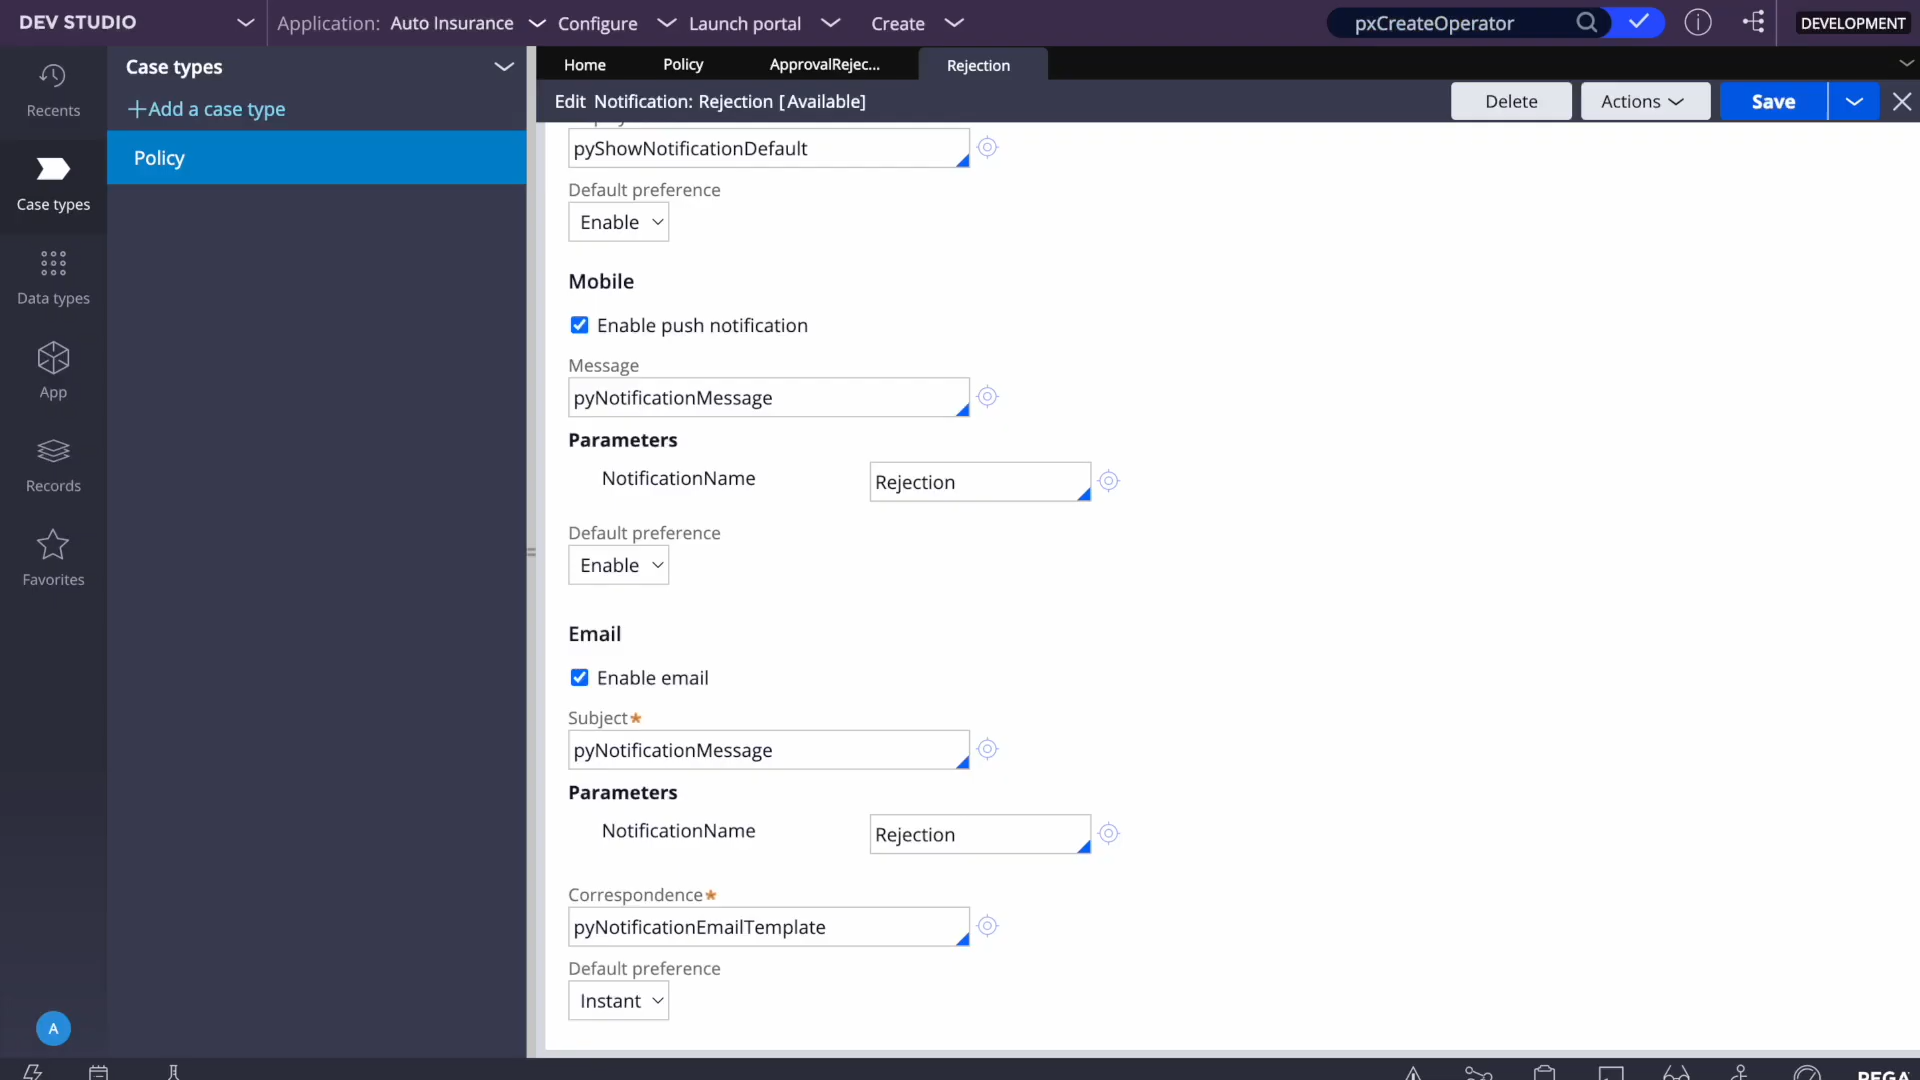 DEV STUDIO
Application: Auto Insurance
Configure
Launch portal
Create
pxCreateOperator
DEVELOPMENT
Recents
Case types
Data types
App
Records
Favorites
A
Case types
+Add a case type
Policy
Home
Policy
ApprovalRejec...
Rejection
Edit Notification: Rejection [Available]
Delete
Actions
Save
pyShowNotificationDefault
Default preference
Enable
Mobile
Enable push notification
Message
pyNotificationMessage
Parameters
NotificationName
Rejection
Default preference
Enable
Email
Enable email
Subject*
pyNotificationMessage
Parameters
NotificationName
Rejection
Correspondence*
pyNotificationEmailTemplate
Default preference
Instant
PEGA